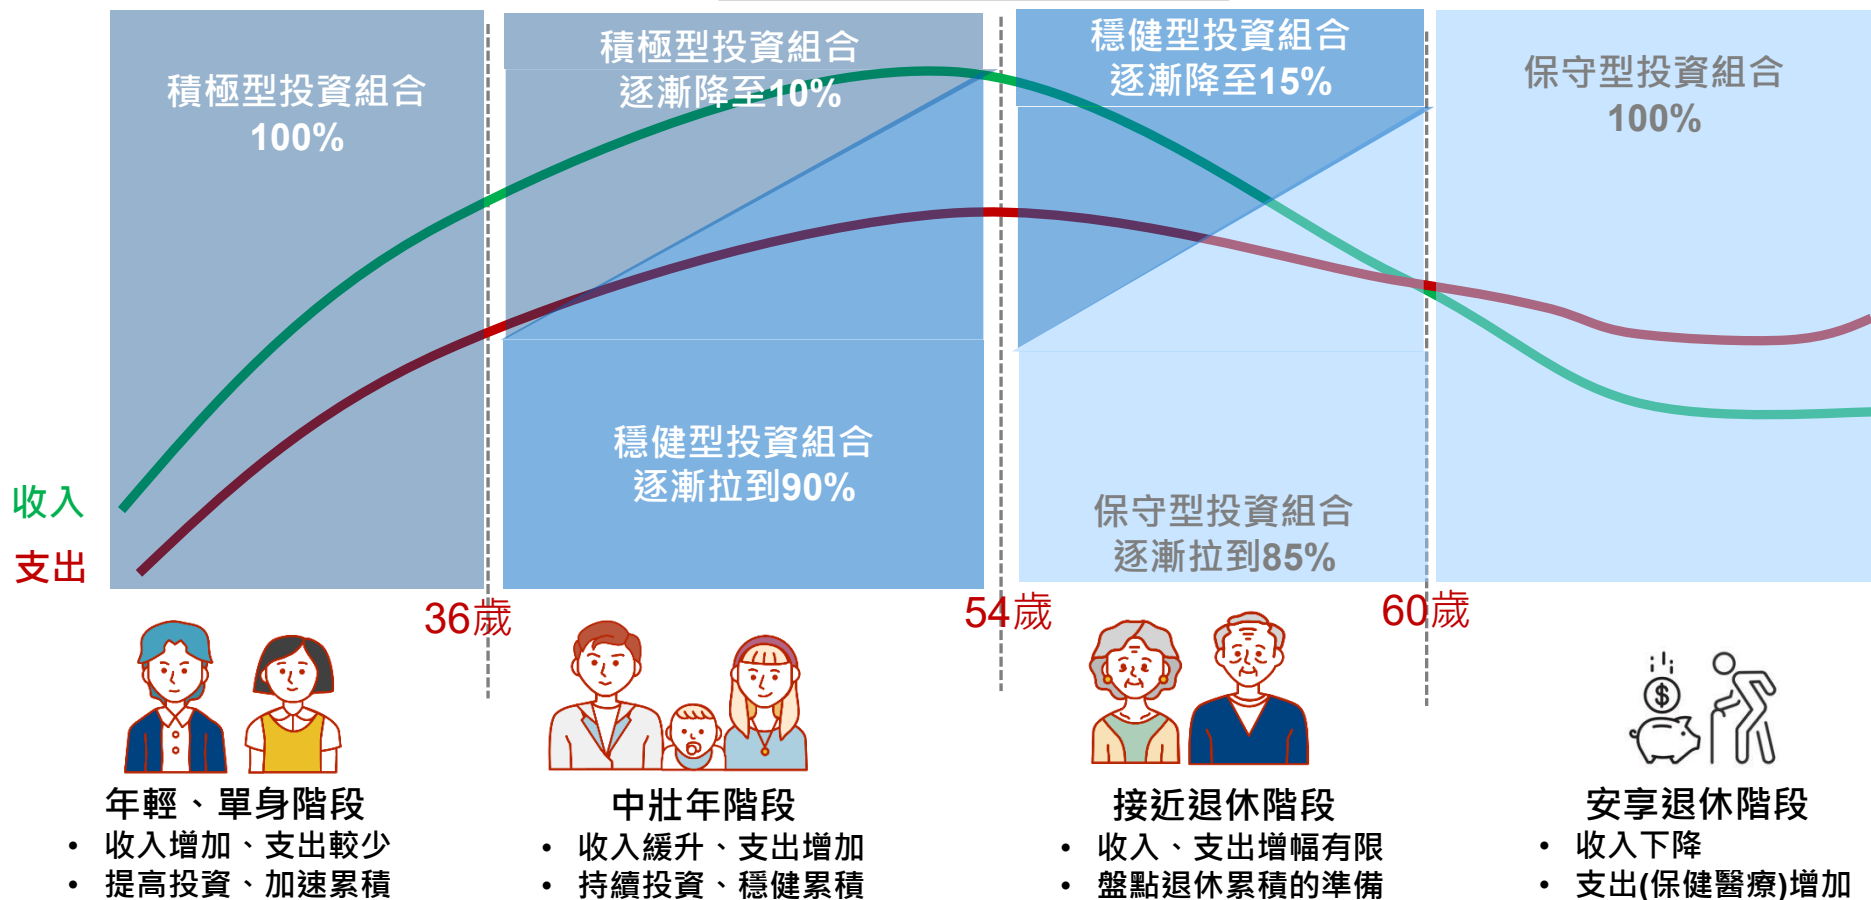 積極型投資組合
100%
積極型投資組合
逐漸降至10%
穩健型投資組合
逐漸降至15%
保守型投資組合
100%
穩健型投資組合
逐漸拉到90%
保守型投資組合
逐漸拉到85%
收入
支出
36歲
54歲
60歲
$
年輕、單身階段
• 收入增加、支出較少
• 提高投資、加速累積
中壯年階段
• 收入緩升、支出增加
• 持續投資、穩健累積
接近退休階段
• 收入、支出增幅有限
• 盤點退休累積的準備
安享退休階段
• 收入下降
• 支出(保健醫療)增加